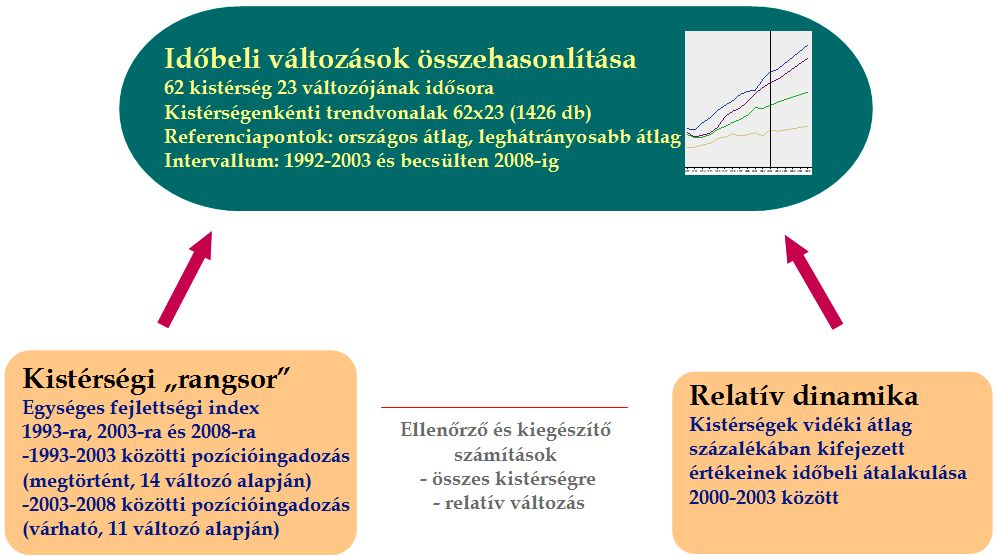 Időbeli változások összehasonlítása
62 kistérség 23 változójának idősora
Kistérségenkénti trendvonalak 62x23 (1426 db)
Referenciapontok: országos átlag, leghátrányosabb átlag
Intervallum: 1992-2003 és becsülten 2008-ig
Kistérségi „rangsor”
Egységes fejlettségi index
1993-ra, 2003-ra és 2008-ra
-1993-2003 közötti pozícióingadozás
(megtörtént, 14 változó alapján)
-2003-2008 közötti pozícióingadozás
(várható, 11 változó alapján)
Ellenőrző és kiegészítő
számítások
- összes kistérségre
- relatív változás
Relatív dinamika
Kistérségek vidéki átlag
százalékában kifejezett
értékeinek időbeli átalakulása
2000-2003 között